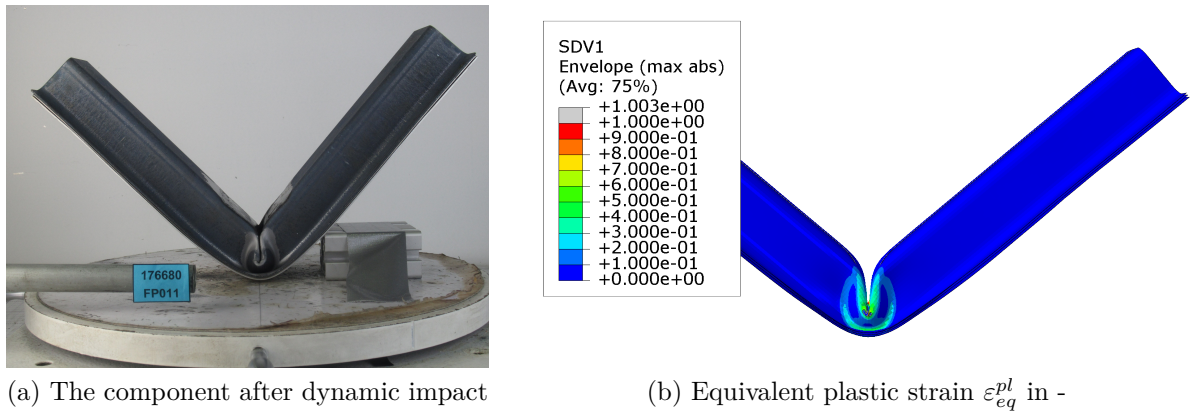 176680
FP011
SDV1
Envelope (max abs)
(Avg: 75%)
+1.003e+00
+1.000e+00
+9.000e-01
+8.000e-01
+7.000e-01
+6.000e-01
+5.000e-01
+4.000e-01
+3.000e-01
+2.000e-01
+1.000e-01
+0.000e+00
(a) The component after dynamic impact
(b) Equivalent plastic strain $\varepsilon_{eq}^{pl}$ in -